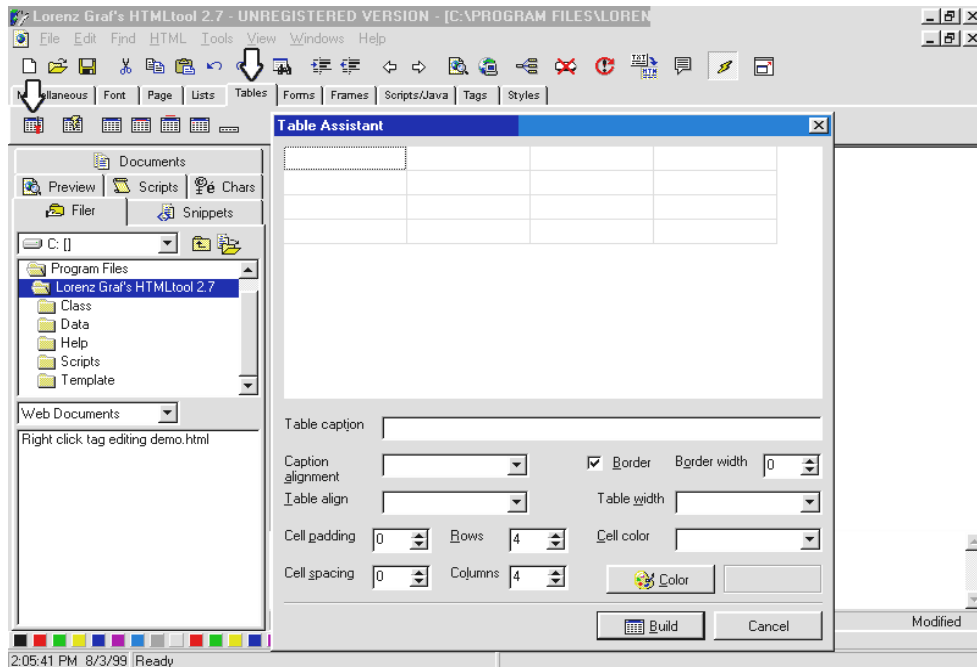 Lorenz Graf's HTMLtool 2.7 - UNREGISTERED VERSION - [C:\PROGRAM FILES\LOREN
File Edit Find HTML Tools View Windows Help
ellaneous Font Page Lists Tables Forms Frames Scripts/Java Tags Styles
Table Assistant
Documents
Preview Scripts Chars
Filer Snippets
C: []
Program Files
Lorenz Graf's HTMLtool 2.7
Class
Data
Help
Scripts
Template
Web Documents
Right click tag editing demo.html
Table caption
Caption alignment
Border Border width 0
Table align
Table width
Cell padding 0 Rows 4 Cell color
Cell spacing 0 Columns 4 Color
Build Cancel
Modified
2:05:41 PM 8/3/99 Ready